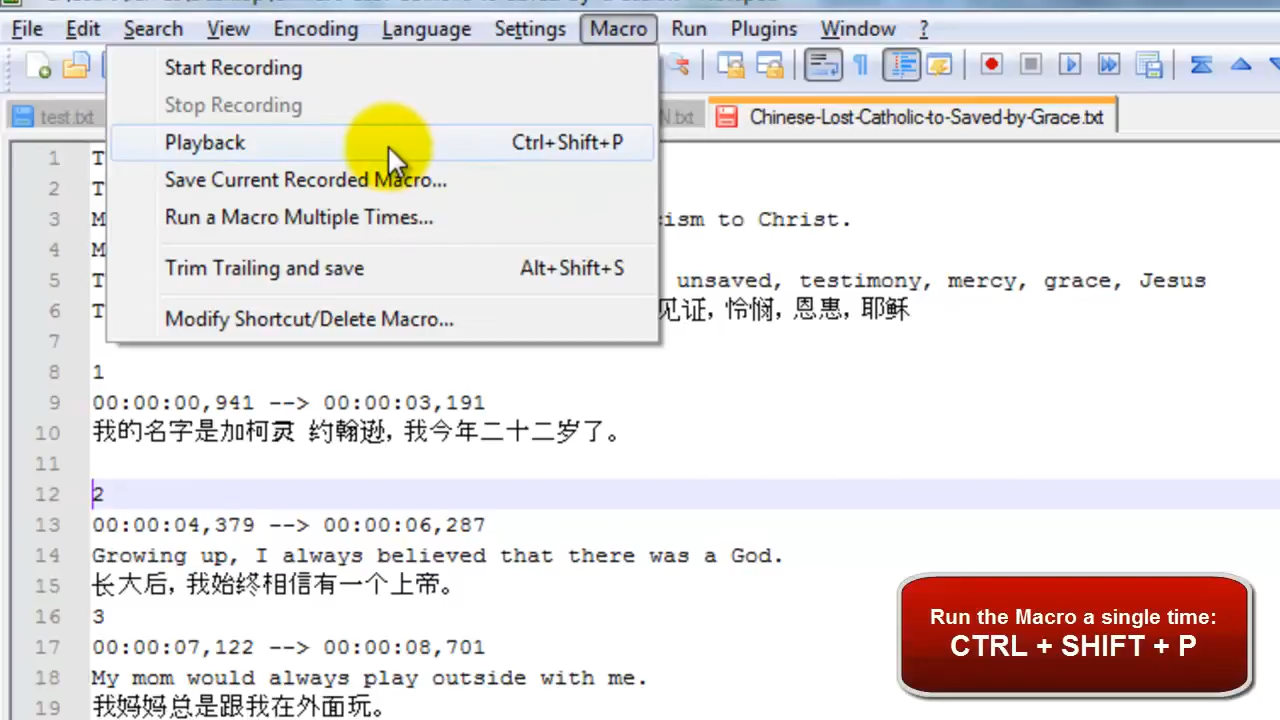 File Edit Search View Encoding Language Settings Macro Run Plugins Window ?
Start Recording
Stop Recording
Playback Ctrl+Shift+P
Save Current Recorded Macro...
Run a Macro Multiple Times...
Trim Trailing and save Alt+Shift+S
Modify Shortcut/Delete Macro...
test.txt N.txt Chinese-Lost-Catholic-to-Saved-by-Grace.txt
1 T
2 T
3 M cism to Christ.
4 M
5 T unsaved, testimony, mercy, grace, Jesus
6 T 见证，怜悯，恩惠，耶稣
7
8 1
9 00:00:00,941 --> 00:00:03,191
10 我的名字是加柯灵 约翰逊，我今年二十二岁了。
11
12 2
13 00:00:04,379 --> 00:00:06,287
14 Growing up, I always believed that there was a God.
15 长大后，我始终相信有一个上帝。
16 3
17 00:00:07,122 --> 00:00:08,701
18 My mom would always play outside with me.
19 我妈妈总是跟我在外面玩。
Run the Macro a single time:
CTRL + SHIFT + P